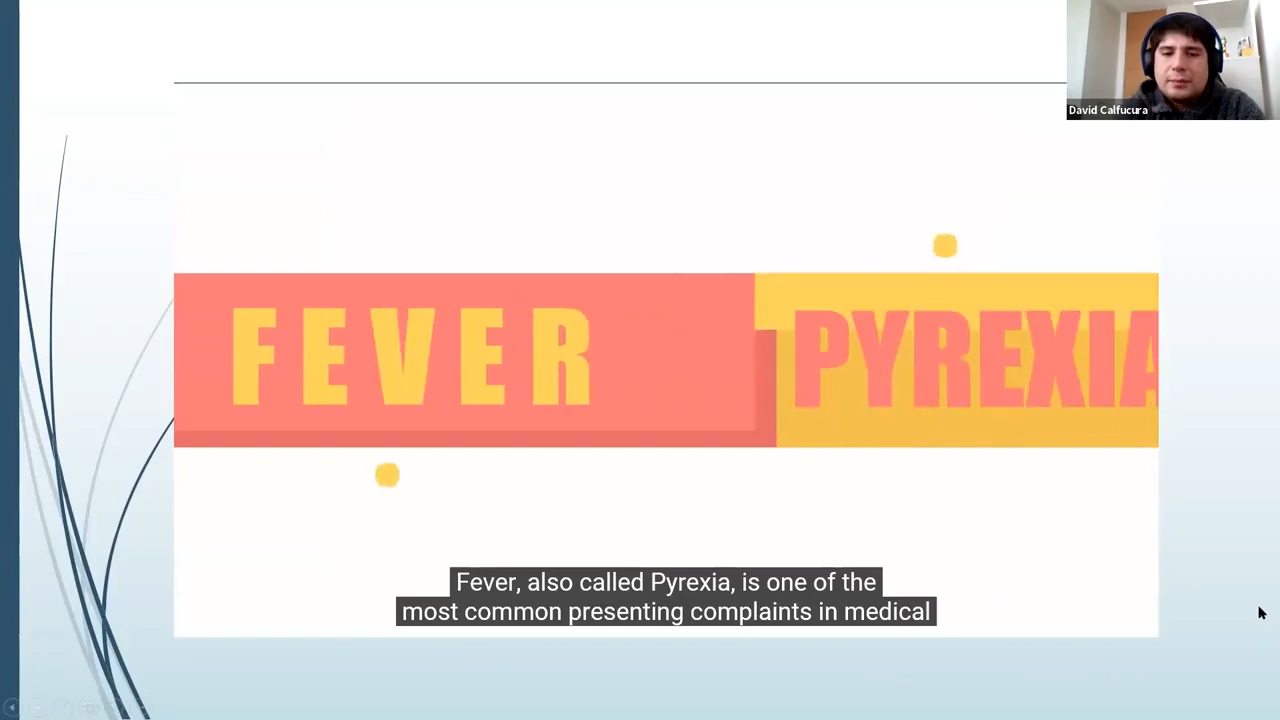 David Calfucura
FEVER
PYREXIA
Fever, also called Pyrexia, is one of the
most common presenting complaints in medical